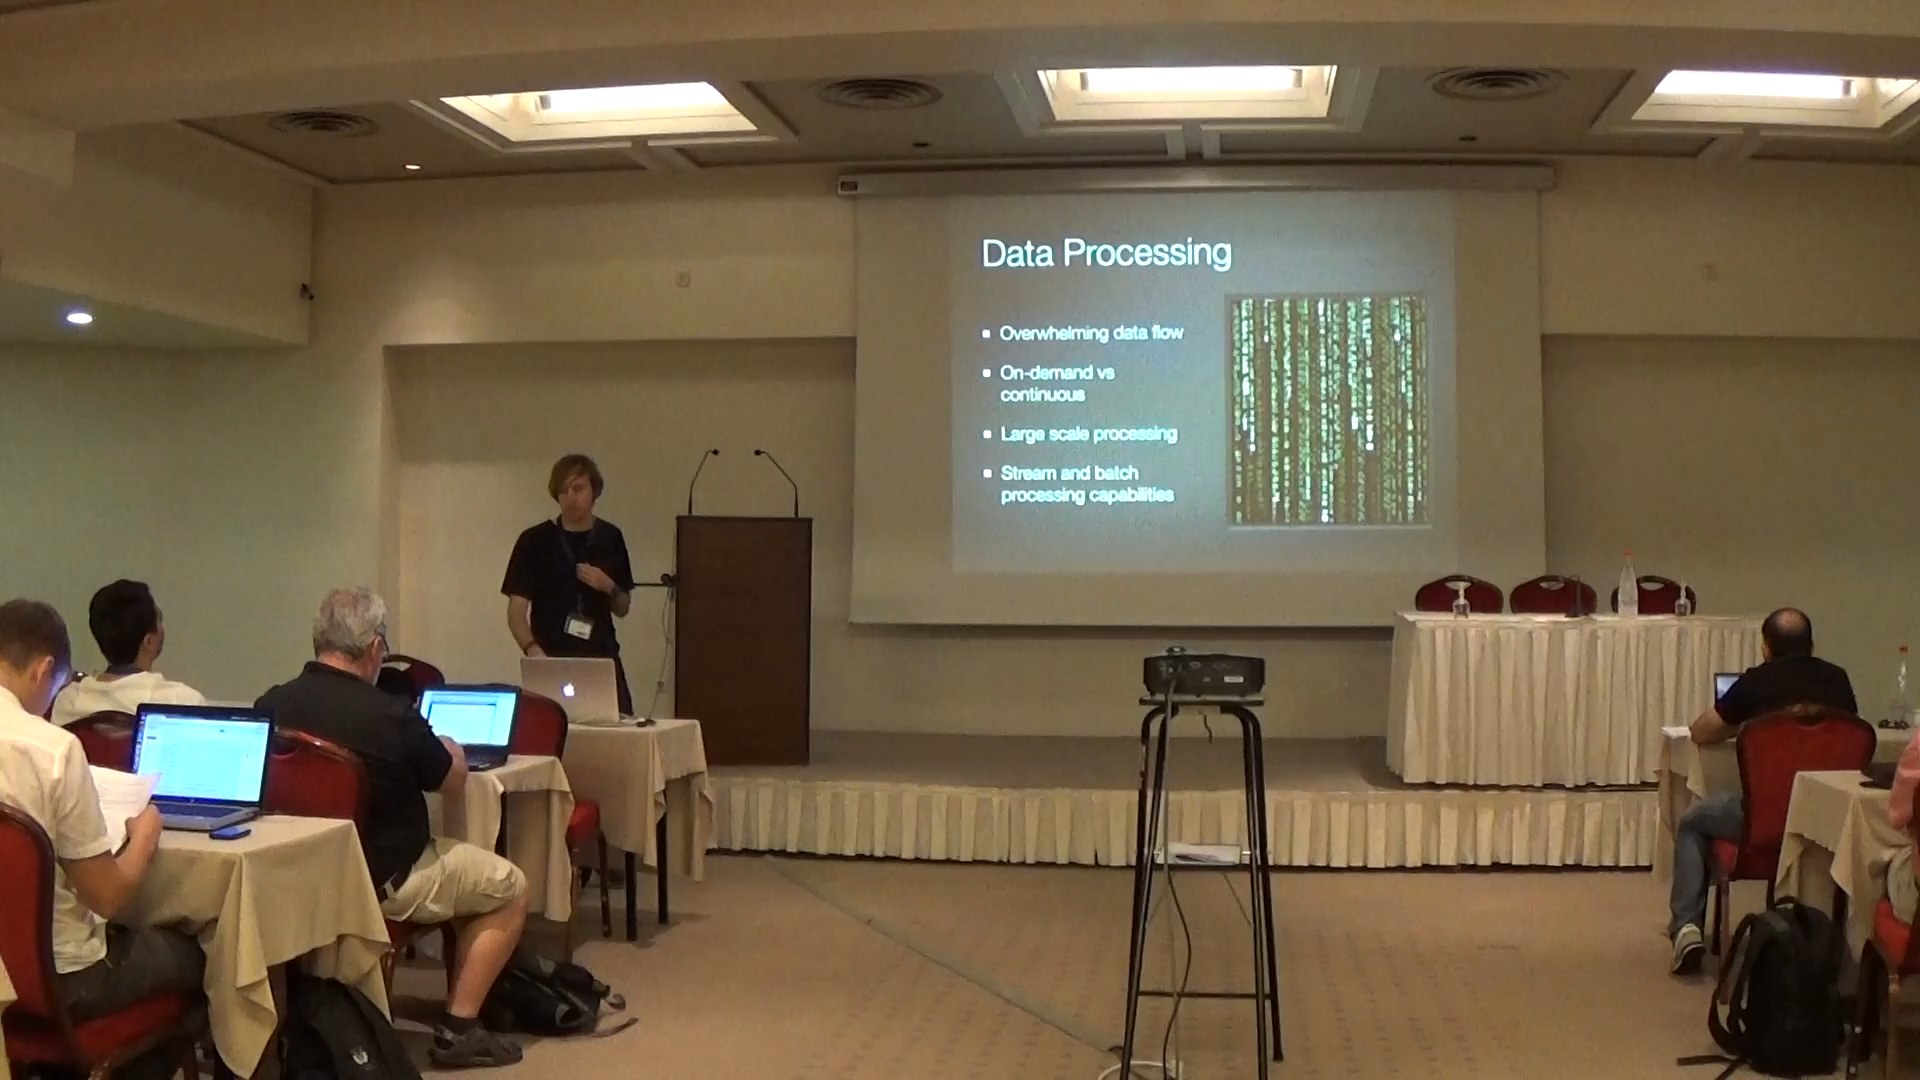 Data Processing
Overwhelming data flow
On-demand vs
continuous
Large scale processing
Stream and batch
processing capabilities